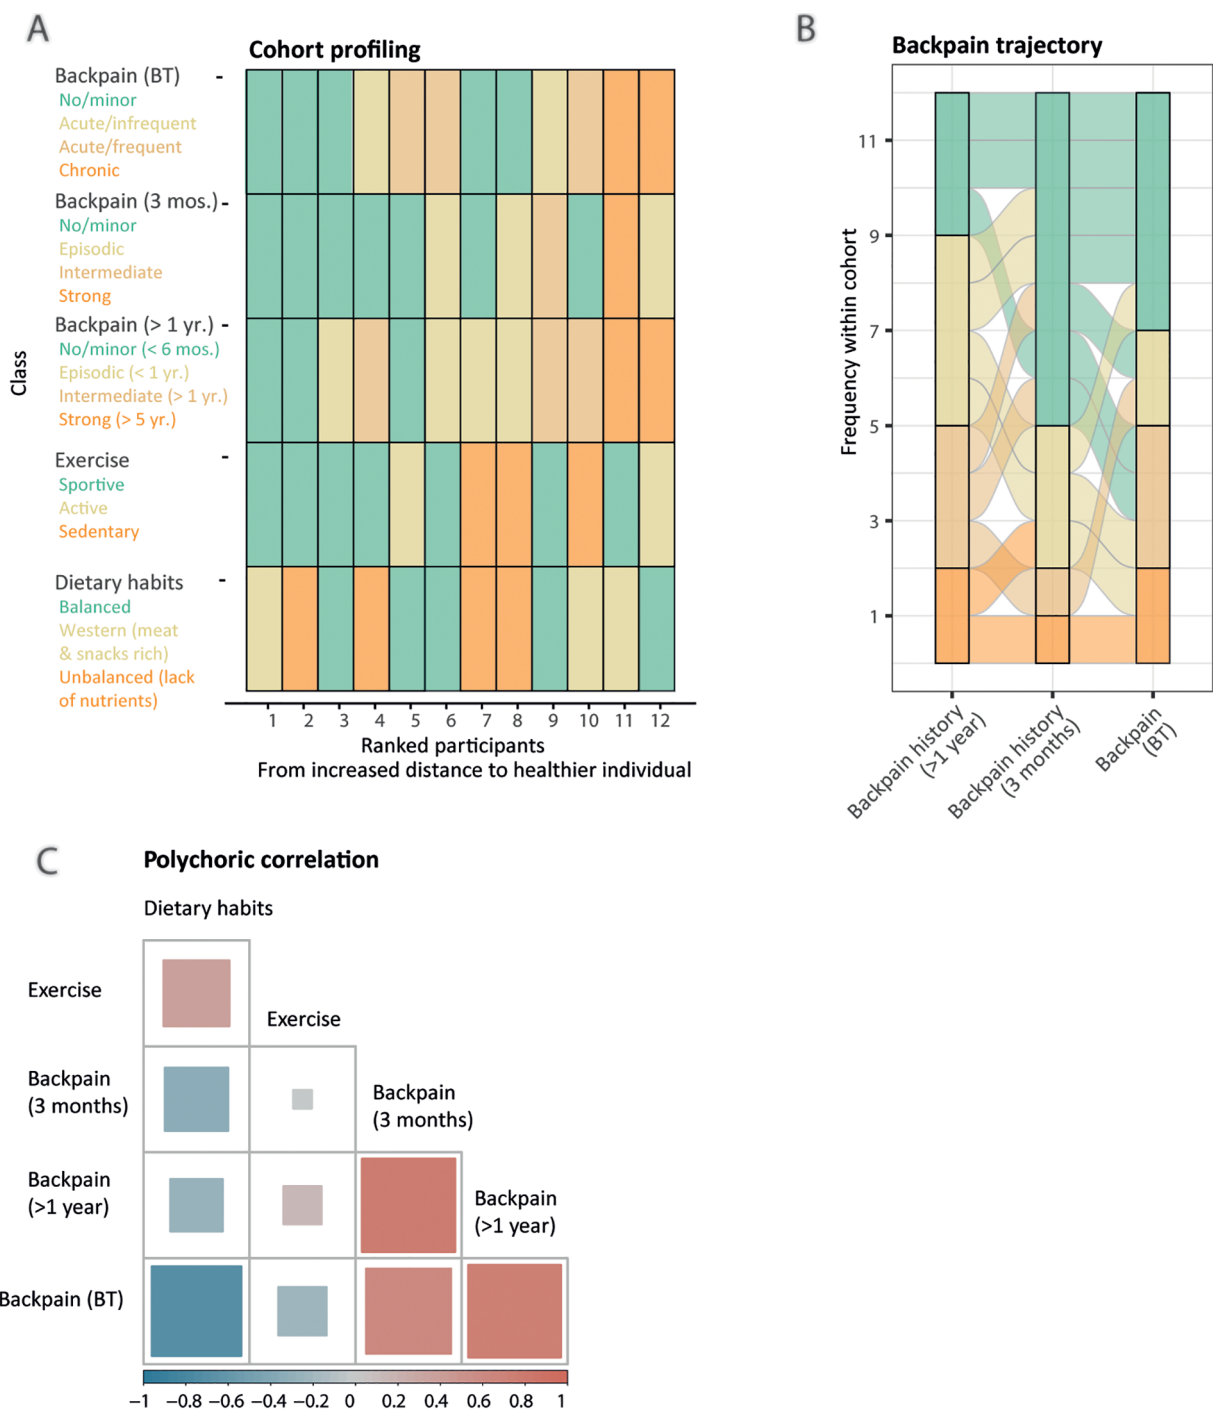 A
Cohort profiling
Backpain (BT) -
No/minor
Acute/infrequent
Acute/frequent
Chronic
Backpain (3 mos.) -
No/minor
Episodic
Intermediate
Strong
Backpain (> 1 yr.) -
No/minor (< 6 mos.)
Episodic (< 1 yr.)
Intermediate (> 1 yr.)
Strong (> 5 yr.)
Exercise -
Sportive
Active
Sedentary
Dietary habits -
Balanced
Western (meat
& snacks rich)
Unbalanced (lack
of nutrients)
Class
1 2 3 4 5 6 7 8 9 10 11 12
Ranked participants
From increased distance to healthier individual
B
Backpain trajectory
Frequency within cohort
11
9
7
5
3
1
Backpain history
(>1 year)
Backpain history
(3 months)
Backpain
(BT)
C
Polychoric correlation
Dietary habits
Exercise
Exercise
Backpain
(3 months)
Backpain
(3 months)
Backpain
(>1 year)
Backpain
(>1 year)
Backpain (BT)
−1 −0.8 −0.6 −0.4 −0.2 0 0.2 0.4 0.6 0.8 1